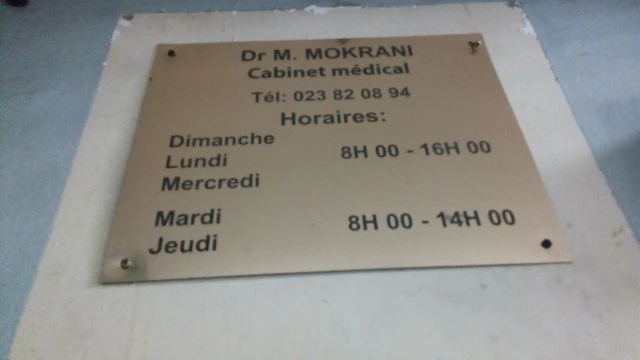 Dr M. MOKRANI
Cabinet médical
Tél: 023 82 08 94
Horaires:
Dimanche
Lundi 8H 00 - 16H 00
Mercredi
Mardi 8H 00 - 14H 00
Jeudi